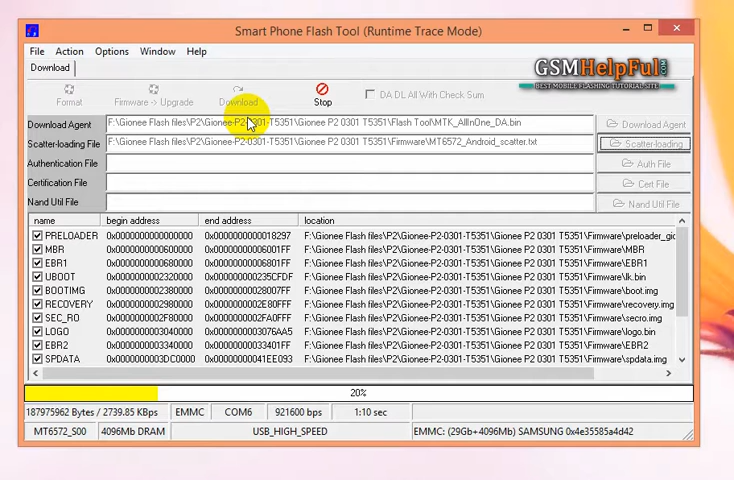 Smart Phone Flash Tool (Runtime Trace Mode)
File Action Options Window Help
GSMHelpFul.COM
BEST MOBILE FLASHING TUTORIAL SITE
Download
Format Firmware -> Upgrade Download Stop DA DL All With Check Sum
Download Agent F:\Gionee Flash files\P2\Gionee-P2-0301-T5351\Gionee P2 0301 T5351\Flash Tool\MTK_AllInOne_DA.bin Download Agent
Scatter-loading File F:\Gionee Flash files\P2\Gionee-P2-0301-T5351\Gionee P2 0301 T5351\Firmware\MT6572_Android_scatter.txt Scatter-loading
Authentication File Auth File
Certification File Cert File
Nand Util File Nand Util File
name begin address end address location
PRELOADER 0x0000000000000000 0x0000000000018297 F:\Gionee Flash files\P2\Gionee-P2-0301-T5351\Gionee P2 0301 T5351\Firmware\preloader_gio
MBR 0x0000000000600000 0x00000000006001FF F:\Gionee Flash files\P2\Gionee-P2-0301-T5351\Gionee P2 0301 T5351\Firmware\MBR
EBR1 0x0000000000680000 0x00000000006801FF F:\Gionee Flash files\P2\Gionee-P2-0301-T5351\Gionee P2 0301 T5351\Firmware\EBR1
UBOOT 0x0000000002320000 0x000000000235CFDF F:\Gionee Flash files\P2\Gionee-P2-0301-T5351\Gionee P2 0301 T5351\Firmware\lk.bin
BOOTIMG 0x0000000002380000 0x00000000028007FF F:\Gionee Flash files\P2\Gionee-P2-0301-T5351\Gionee P2 0301 T5351\Firmware\boot.img
RECOVERY 0x0000000002980000 0x0000000002E80FFF F:\Gionee Flash files\P2\Gionee-P2-0301-T5351\Gionee P2 0301 T5351\Firmware\recovery.img
SEC_RO 0x0000000002F80000 0x0000000002FA0FFF F:\Gionee Flash files\P2\Gionee-P2-0301-T5351\Gionee P2 0301 T5351\Firmware\secro.img
LOGO 0x0000000003040000 0x0000000003076AA5 F:\Gionee Flash files\P2\Gionee-P2-0301-T5351\Gionee P2 0301 T5351\Firmware\logo.bin
EBR2 0x0000000003340000 0x00000000033401FF F:\Gionee Flash files\P2\Gionee-P2-0301-T5351\Gionee P2 0301 T5351\Firmware\EBR2
SPDATA 0x0000000003DC0000 0x00000000041EE093 F:\Gionee Flash files\P2\Gionee-P2-0301-T5351\Gionee P2 0301 T5351\Firmware\spdata.img
20%
187975962 Bytes / 2739.85 KBps EMMC COM6 921600 bps 1:10 sec
MT6572_S00 4096Mb DRAM USB_HIGH_SPEED EMMC: (29Gb+4096Mb) SAMSUNG 0x4e35585a4d42